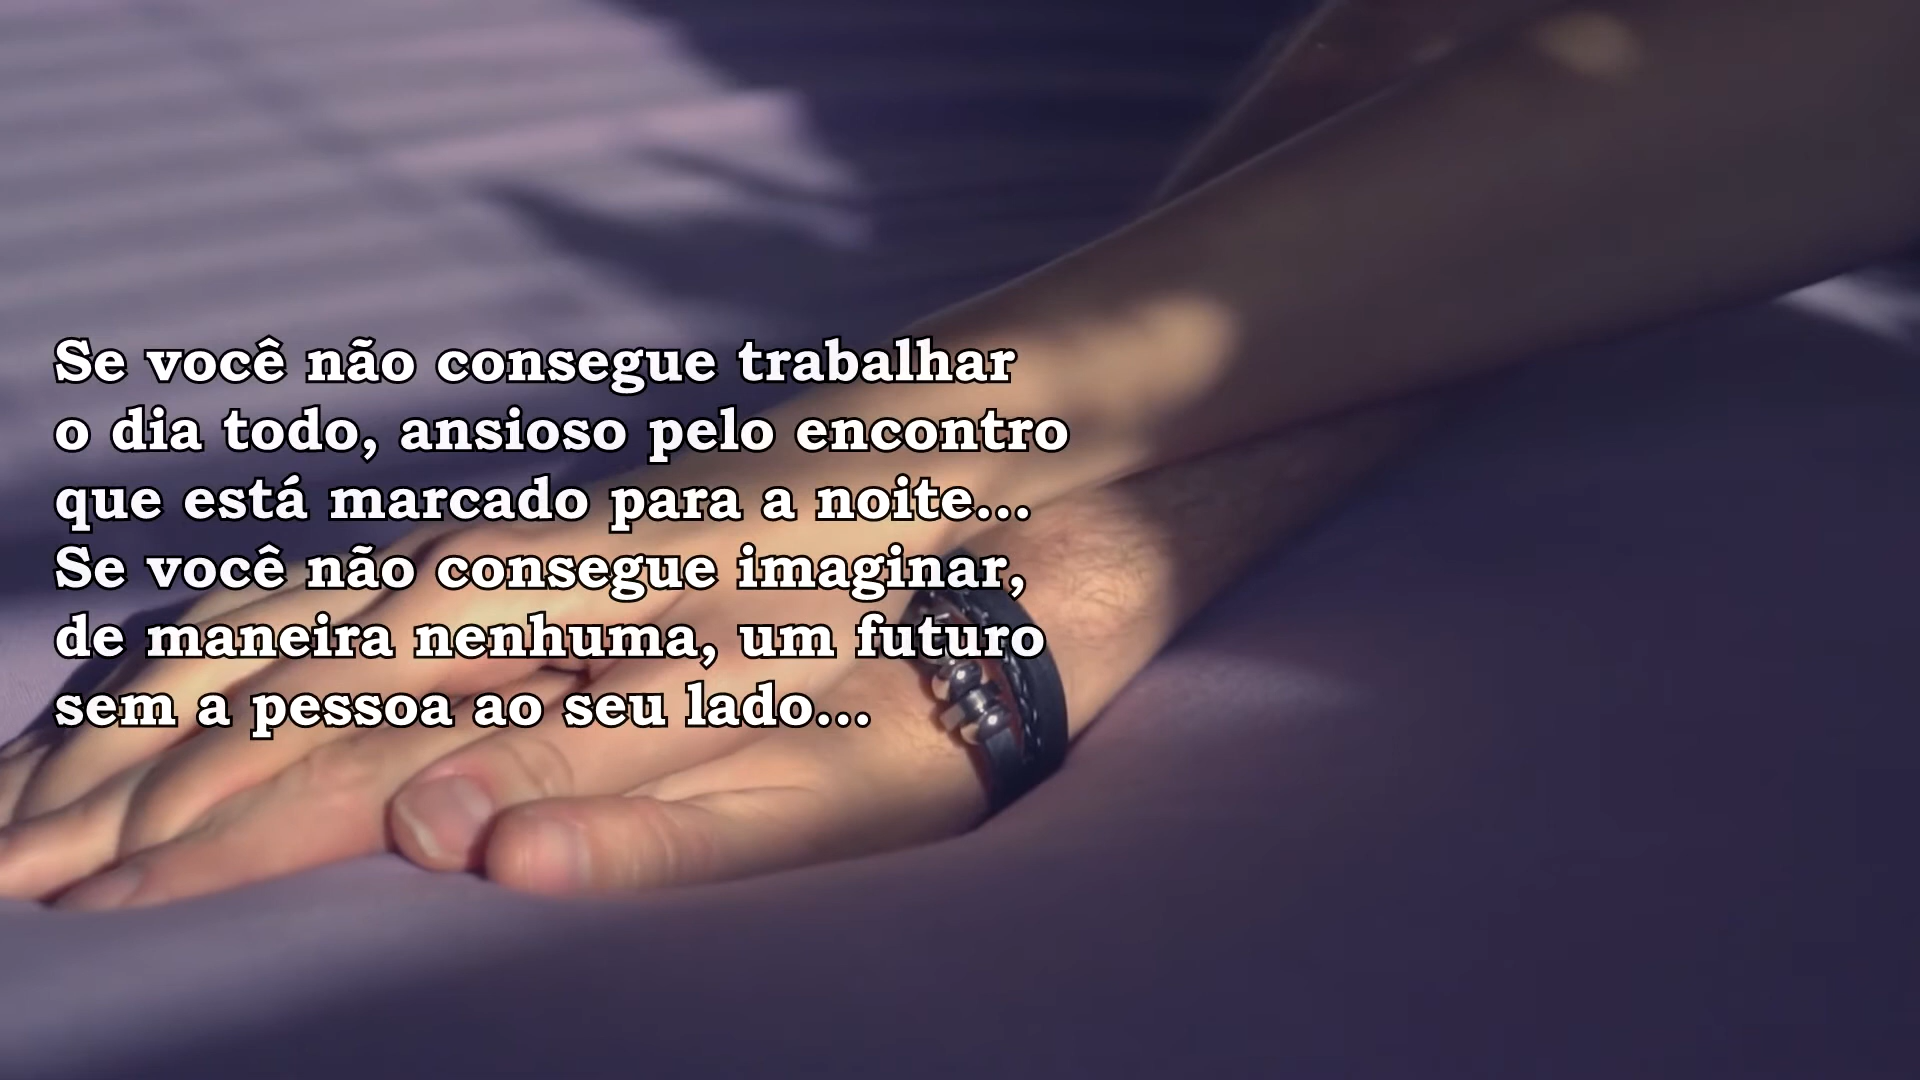 Se você não consegue trabalhar
o dia todo, ansioso pelo encontro
que está marcado para a noite...
Se você não consegue imaginar,
de maneira nenhuma, um futuro
sem a pessoa ao seu lado...